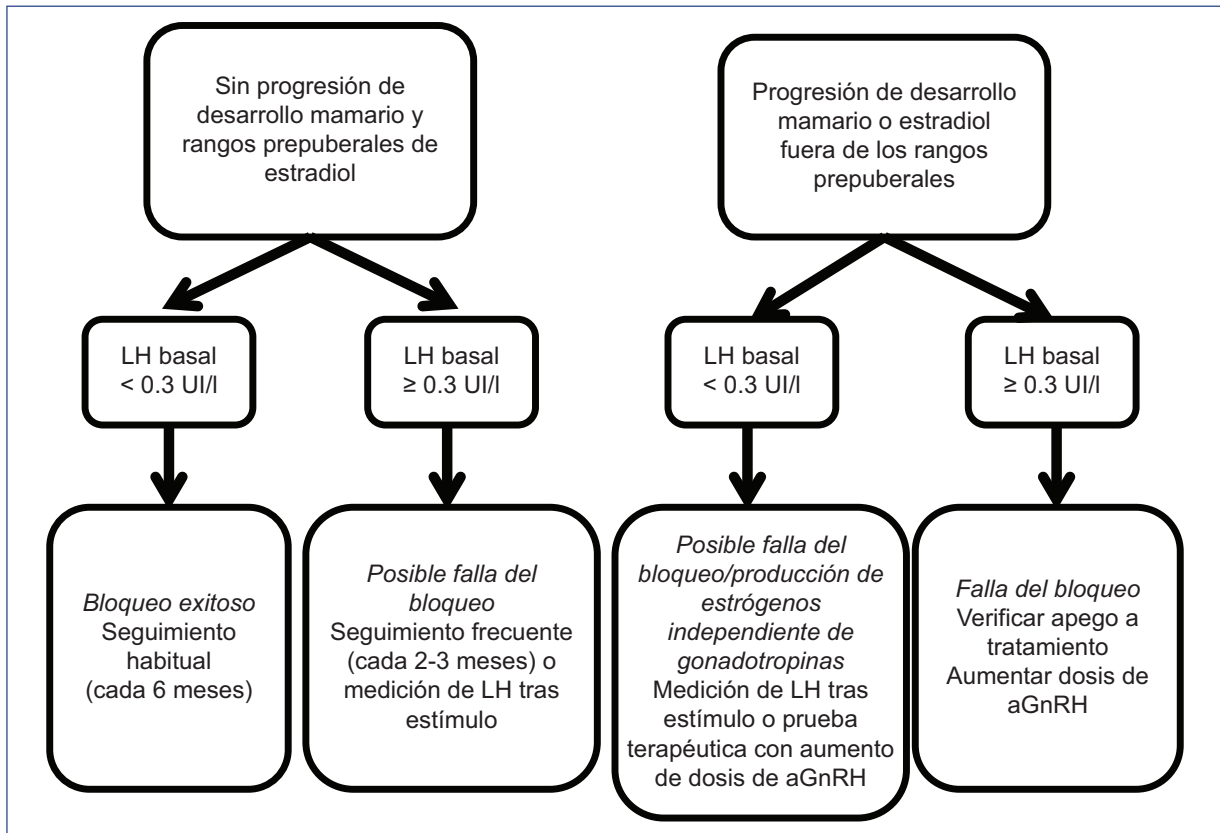 Sin progresión de
desarrollo mamario y
rangos prepuberales de
estradiol
Progresión de desarrollo
mamario o estradiol
fuera de los rangos
prepuberales
LH basal
< 0.3 UI/l
LH basal
≥ 0.3 UI/l
LH basal
< 0.3 UI/l
LH basal
≥ 0.3 UI/l
Bloqueo exitoso
Seguimiento
habitual
(cada 6 meses)
Posible falla del
bloqueo
Seguimiento frecuente
(cada 2-3 meses) o
medición de LH tras
estímulo
Posible falla del
bloqueo/producción de
estrógenos
independiente de
gonadotropinas
Medición de LH tras
estímulo o prueba
terapéutica con aumento
de dosis de aGnRH
Falla del bloqueo
Verificar apego a
tratamiento
Aumentar dosis de
aGnRH